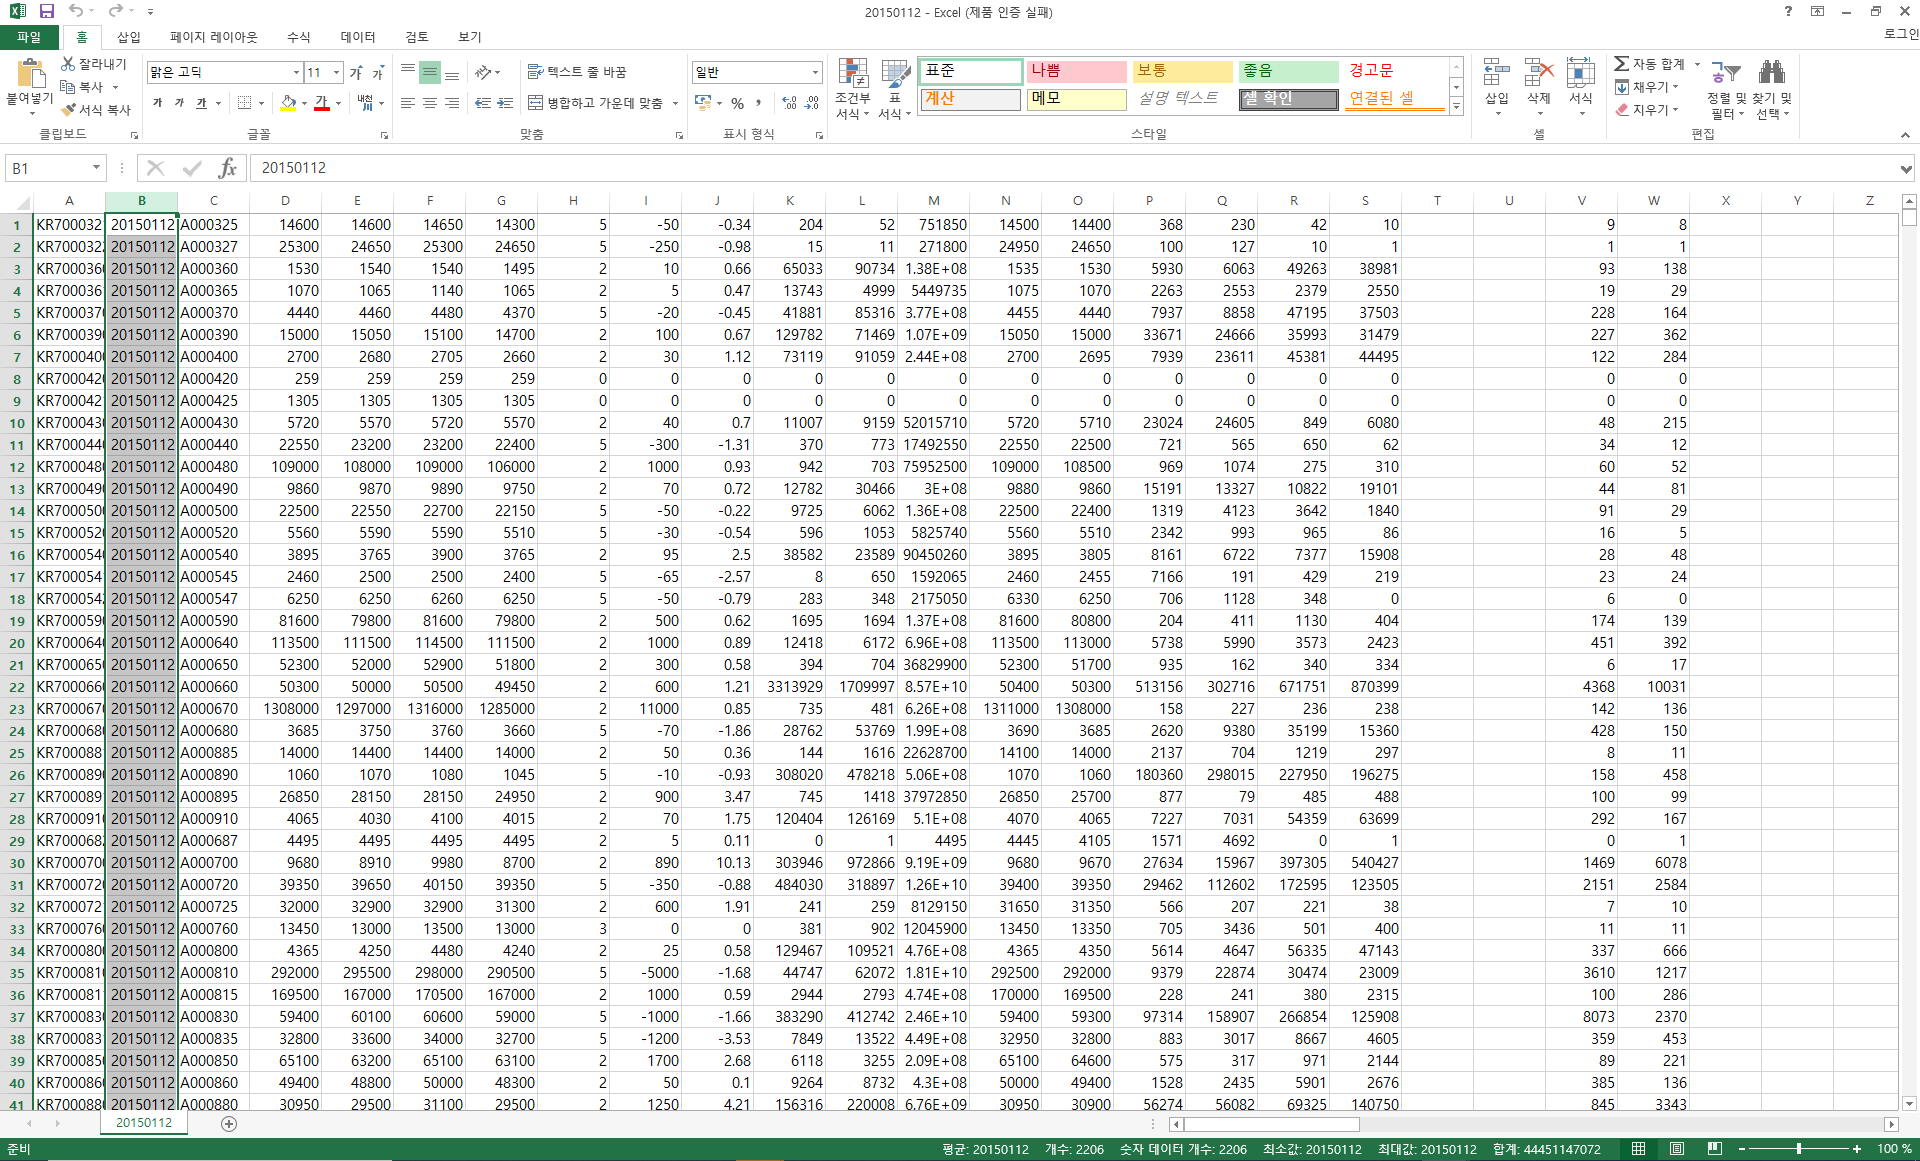 20150112 - Excel (제품 인증 실패)
로그인
파일 홈 삽입 페이지 레이아웃 수식 데이터 검토 보기
붙여넣기 잘라내기 복사 서식 복사 클립보드
맑은 고딕 11 가 가 가 가 가 가 내천 글꼴
텍스트 줄 바꿈 병합하고 가운데 맞춤 맞춤
일반 % 표시 형식
조건부 서식 표 서식 표준 나쁨 보통 좋음 경고문
계산 메모 설명 텍스트 셀 확인 연결된 셀 스타일
삽입 삭제 서식 셀
자동 합계 채우기 지우기 정렬 및 필터 찾기 및 선택 편집
B1 fx 20150112
A B C D E F G H I J K L M N O P Q R S T U V W X Y Z
1 KR700032 20150112 A000325 14600 14600 14650 14300 5 -50 -0.34 204 52 751850 14500 14400 368 230 42 10 9 8
2 KR700032 20150112 A000327 25300 24650 25300 24650 5 -250 -0.98 15 11 271800 24950 24650 100 127 10 1 1 1
3 KR700036 20150112 A000360 1530 1540 1540 1495 2 10 0.66 65033 90734 1.38E+08 1535 1530 5930 6063 49263 38981 93 138
4 KR700036 20150112 A000365 1070 1065 1140 1065 2 5 0.47 13743 4999 5449735 1075 1070 2263 2553 2379 2550 19 29
5 KR700037 20150112 A000370 4440 4460 4480 4370 5 -20 -0.45 41881 85316 3.77E+08 4455 4440 7937 8858 47195 37503 228 164
6 KR700039 20150112 A000390 15000 15050 15100 14700 2 100 0.67 129782 71469 1.07E+09 15050 15000 33671 24666 35993 31479 227 362
7 KR700040 20150112 A000400 2700 2680 2705 2660 2 30 1.12 73119 91059 2.44E+08 2700 2695 7939 23611 45381 44495 122 284
8 KR700042 20150112 A000420 259 259 259 259 0 0 0 0 0 0 0 0 0 0 0 0 0 0
9 KR700042 20150112 A000425 1305 1305 1305 1305 0 0 0 0 0 0 0 0 0 0 0 0 0 0
10 KR700043 20150112 A000430 5720 5570 5720 5570 2 40 0.7 11007 9159 52015710 5720 5710 23024 24605 849 6080 48 215
11 KR700044 20150112 A000440 22550 23200 23200 22400 5 -300 -1.31 370 773 17492550 22550 22500 721 565 650 62 34 12
12 KR700048 20150112 A000480 109000 108000 109000 106000 2 1000 0.93 942 703 75952500 109000 108500 969 1074 275 310 60 52
13 KR700049 20150112 A000490 9860 9870 9890 9750 2 70 0.72 12782 30466 3E+08 9880 9860 15191 13327 10822 19101 44 81
14 KR700050 20150112 A000500 22500 22550 22700 22150 5 -50 -0.22 9725 6062 1.36E+08 22500 22400 1319 4123 3642 1840 91 29
15 KR700052 20150112 A000520 5560 5590 5590 5510 5 -30 -0.54 596 1053 5825740 5560 5510 2342 993 965 86 16 5
16 KR700054 20150112 A000540 3895 3765 3900 3765 2 95 2.5 38582 23589 90450260 3895 3805 8161 6722 7377 15908 28 48
17 KR700054 20150112 A000545 2460 2500 2500 2400 5 -65 -2.57 8 650 1592065 2460 2455 7166 191 429 219 23 24
18 KR700054 20150112 A000547 6250 6250 6260 6250 5 -50 -0.79 283 348 2175050 6330 6250 706 1128 348 0 6 0
19 KR700059 20150112 A000590 81600 79800 81600 79800 2 500 0.62 1695 1694 1.37E+08 81600 80800 204 411 1130 404 174 139
20 KR700064 20150112 A000640 113500 111500 114500 111500 2 1000 0.89 12418 6172 6.96E+08 113500 113000 5738 5990 3573 2423 451 392
21 KR700065 20150112 A000650 52300 52000 52900 51800 2 300 0.58 394 704 36829900 52300 51700 935 162 340 334 6 17
22 KR700066 20150112 A000660 50300 50000 50500 49450 2 600 1.21 3313929 1709997 8.57E+10 50400 50300 513156 302716 671751 870399 4368 10031
23 KR700067 20150112 A000670 1308000 1297000 1316000 1285000 2 11000 0.85 735 481 6.26E+08 1311000 1308000 158 227 236 238 142 136
24 KR700068 20150112 A000680 3685 3750 3760 3660 5 -70 -1.86 28762 53769 1.99E+08 3690 3685 2620 9380 35199 15360 428 150
25 KR700088 20150112 A000885 14000 14400 14400 14000 2 50 0.36 144 1616 22628700 14100 14000 2137 704 1219 297 8 11
26 KR700089 20150112 A000890 1060 1070 1080 1045 5 -10 -0.93 308020 478218 5.06E+08 1070 1060 180360 298015 227950 196275 158 458
27 KR700089 20150112 A000895 26850 28150 28150 24950 2 900 3.47 745 1418 37972850 26850 25700 877 79 485 488 100 99
28 KR700091 20150112 A000910 4065 4030 4100 4015 2 70 1.75 120404 126169 5.1E+08 4070 4065 7227 7031 54359 63699 292 167
29 KR700068 20150112 A000687 4495 4495 4495 4495 2 5 0.11 0 1 4495 4445 4105 1571 4692 0 1 0 1
30 KR700070 20150112 A000700 9680 8910 9980 8700 2 890 10.13 303946 972866 9.19E+09 9680 9670 27634 15967 397305 540427 1469 6078
31 KR700072 20150112 A000720 39350 39650 40150 39350 5 -350 -0.88 484030 318897 1.26E+10 39400 39350 29462 112602 172595 123505 2151 2584
32 KR700072 20150112 A000725 32000 32900 32900 31300 2 600 1.91 241 259 8129150 31650 31350 566 207 221 38 7 10
33 KR700076 20150112 A000760 13450 13000 13500 13000 3 0 0 381 902 12045900 13450 13350 705 3436 501 400 11 11
34 KR700080 20150112 A000800 4365 4250 4480 4240 2 25 0.58 129467 109521 4.76E+08 4365 4350 5614 4647 56335 47143 337 666
35 KR700081 20150112 A000810 292000 295500 298000 290500 5 -5000 -1.68 44747 62072 1.81E+10 292500 292000 9379 22874 30474 23009 3610 1217
36 KR700081 20150112 A000815 169500 167000 170500 167000 2 1000 0.59 2944 2793 4.74E+08 170000 169500 228 241 380 2315 100 286
37 KR700083 20150112 A000830 59400 60100 60600 59000 5 -1000 -1.66 383290 412742 2.46E+10 59400 59300 97314 158907 266854 125908 8073 2370
38 KR700083 20150112 A000835 32800 33600 34000 32700 5 -1200 -3.53 7849 13522 4.49E+08 32950 32800 883 3017 8667 4605 359 453
39 KR700085 20150112 A000850 65100 63200 65100 63100 2 1700 2.68 6118 3255 2.09E+08 65100 64600 575 317 971 2144 89 221
40 KR700086 20150112 A000860 49400 48800 50000 48300 2 50 0.1 9264 8732 4.3E+08 50000 49400 1528 2435 5901 2676 385 136
41 KR700088 20150112 A000880 30950 29500 31100 29500 2 1250 4.21 156316 220008 6.76E+09 30950 30900 56274 56082 69325 140750 845 3343
20150112
준비 평균: 20150112 개수: 2206 숫자 데이터 개수: 2206 최소값: 20150112 최대값: 20150112 합계: 44451147072 100 %